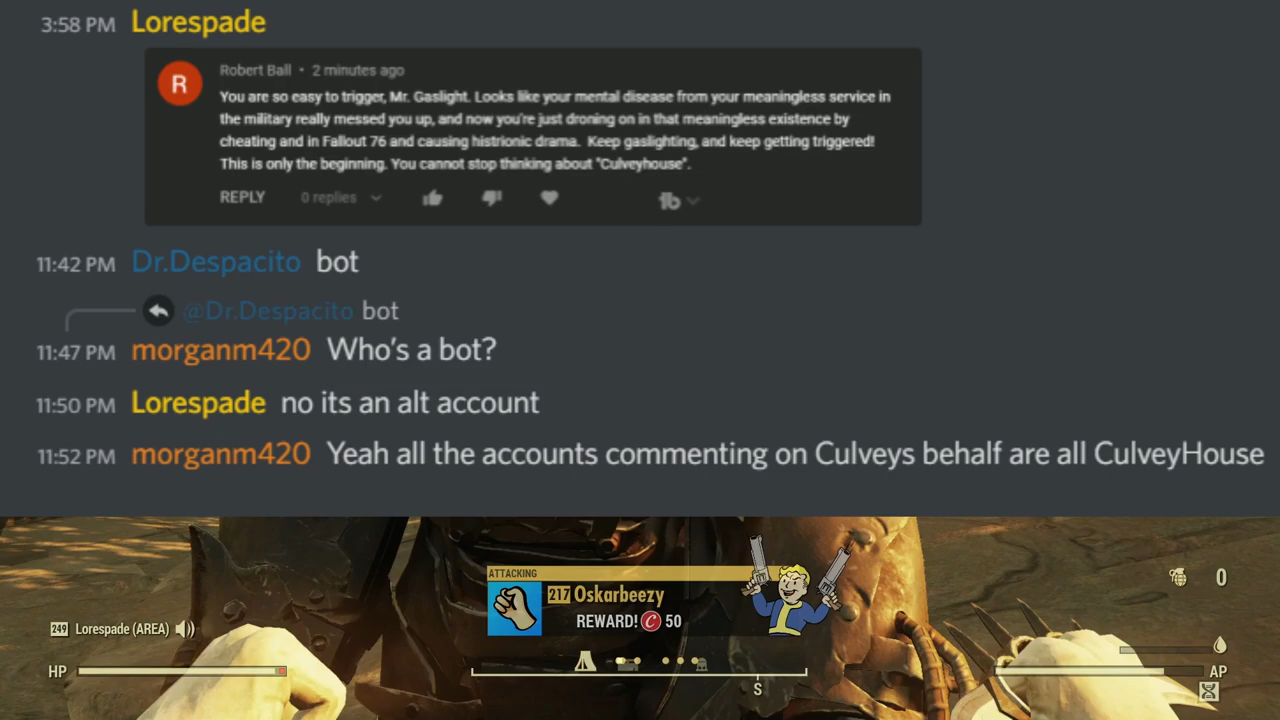 3:58 PM Lorespade
R
Robert Ball • 2 minutes ago
You are so easy to trigger, Mr. Gaslight. Looks like your mental disease from your meaningless service in
the military really messed you up, and now you're just droning on in that meaningless existence by
cheating and in Fallout 76 and causing histrionic drama. Keep gaslighting, and keep getting triggered!
This is only the beginning. You cannot stop thinking about "Culveyhouse".
REPLY 0 replies
11:42 PM Dr.Despacito bot
@Dr.Despacito bot
11:47 PM morganm420 Who's a bot?
11:50 PM Lorespade no its an alt account
11:52 PM morganm420 Yeah all the accounts commenting on Culveys behalf are all CulveyHouse
ATTACKING
217 Oskarbeezy
REWARD! C 50
0
249 Lorespade (AREA)
HP
AP
S